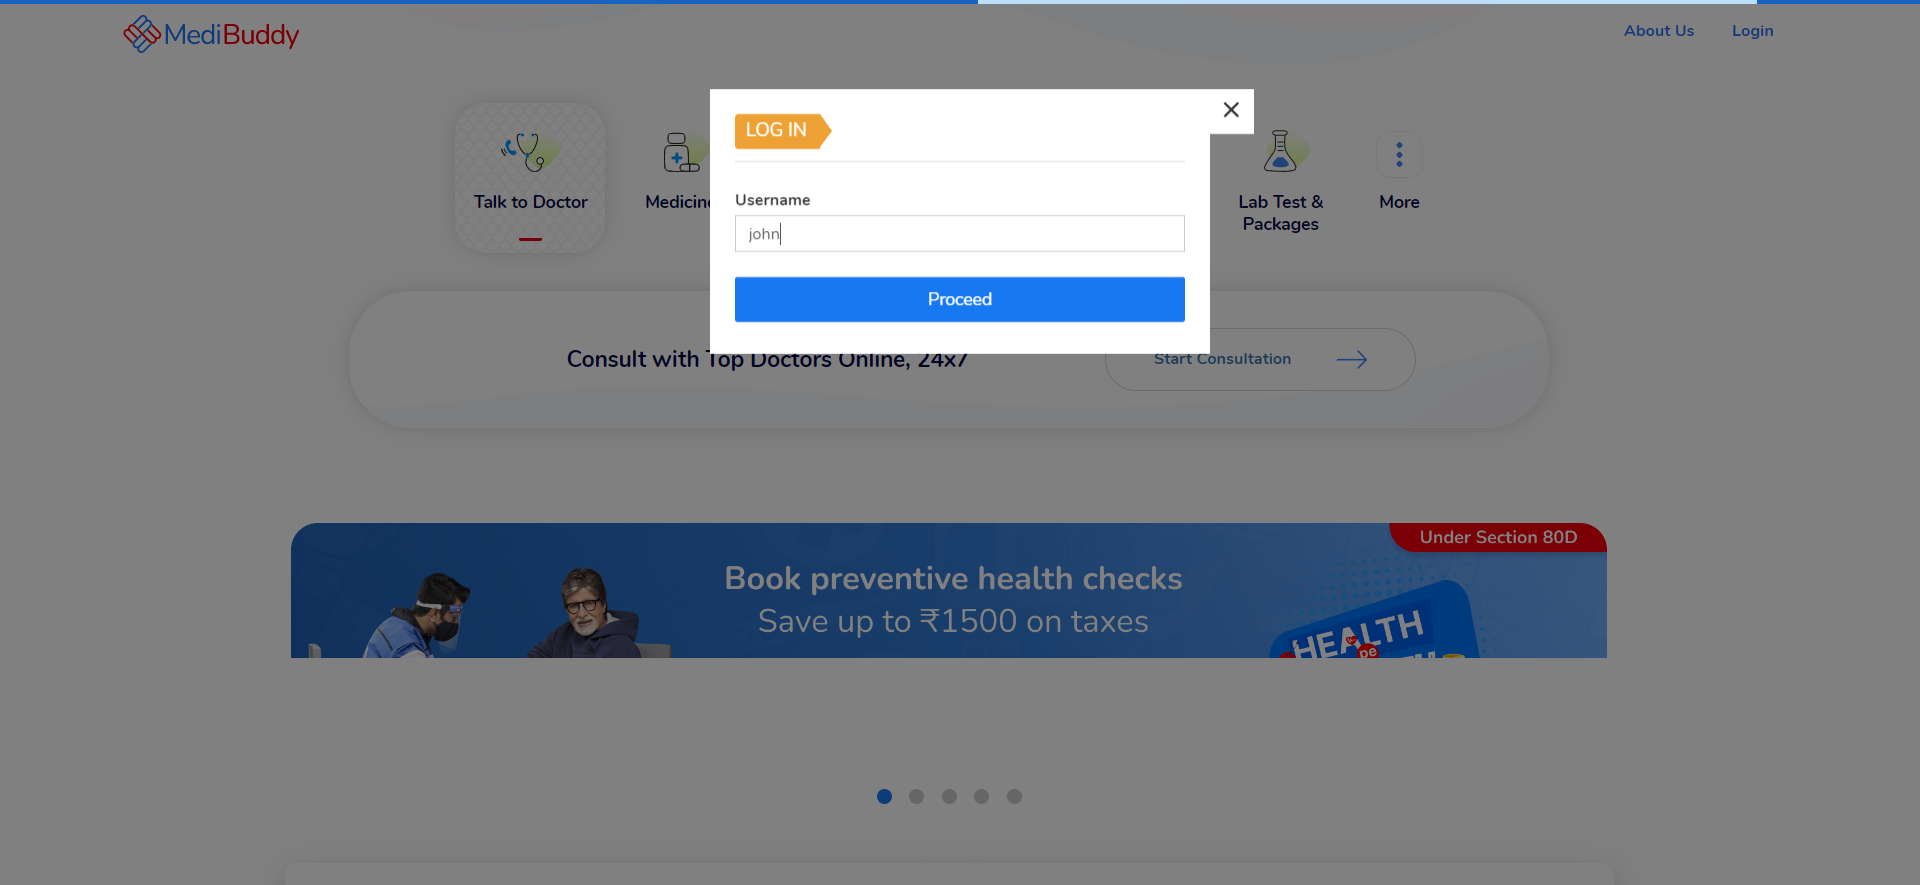 MediBuddy
About Us
Login
LOG IN
Username
john
Proceed
Talk to Doctor
Lab Test &
Packages
More
Consult with Top Doctors Online, 24x7
Start Consultation
Under Section 80D
Book preventive health checks
Save up to ₹1500 on taxes
HEALTH
pe